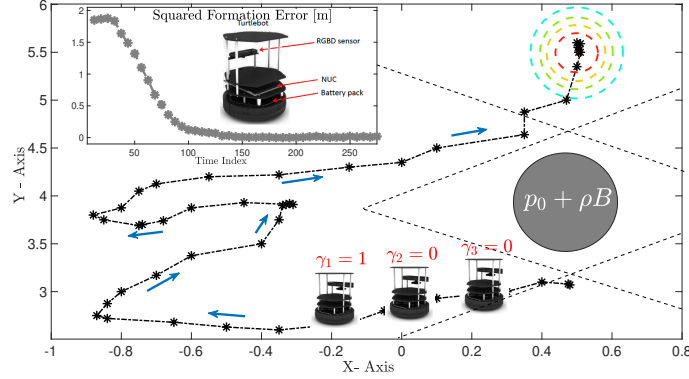 Squared Formation Error [m]
Turtlebot
RGBD sensor
NUC
Battery pack
2
1.5
1
0.5
0
50
100
150
200
250
Time Index
6
5.5
5
4.5
4
3.5
3
Y - Axis
p₀ + ρB
γ₁ = 1
γ₂ = 0
γ₃ = 0
-1
-0.8
-0.6
-0.4
-0.2
0
0.2
0.4
0.6
0.8
X- Axis